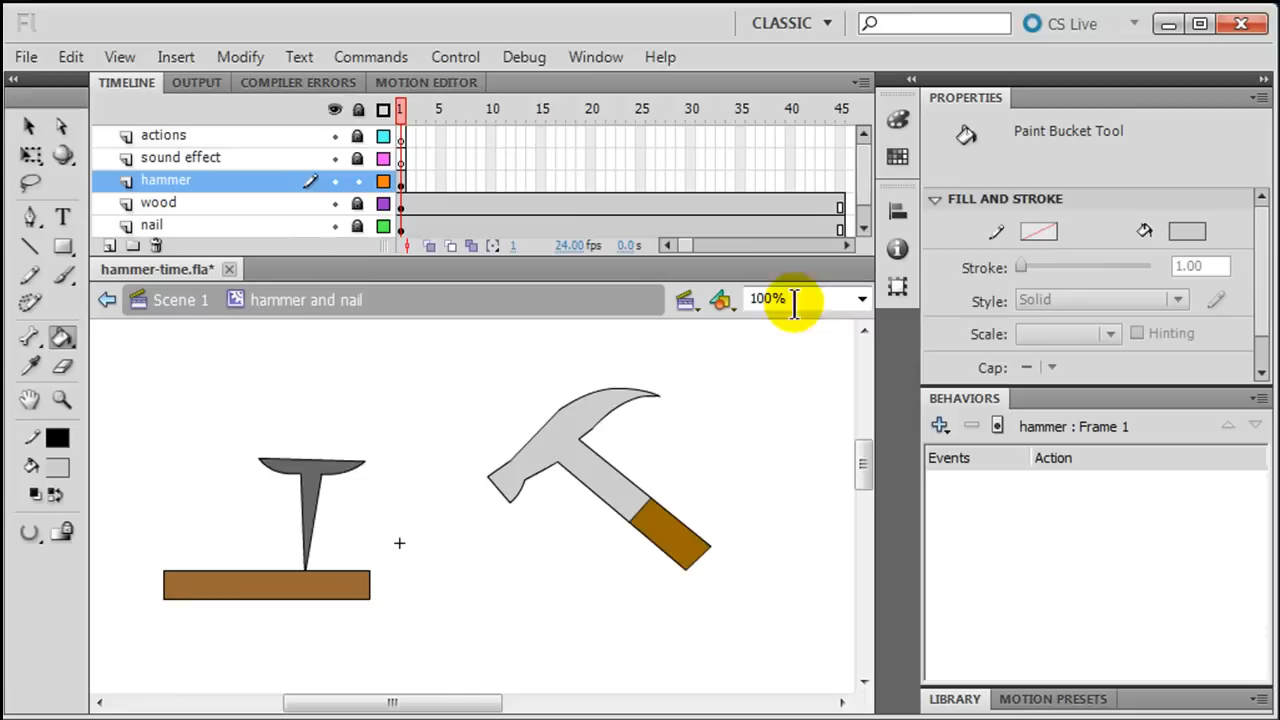 Fl CLASSIC CS Live
File Edit View Insert Modify Text Commands Control Debug Window Help
TIMELINE OUTPUT COMPILER ERRORS MOTION EDITOR
1 5 10 15 20 25 30 35 40 45
actions
sound effect
hammer
wood
nail
1 24.00 fps 0.0 s
hammer-time.fla*
Scene 1 hammer and nail 100%
T
PROPERTIES
Paint Bucket Tool
FILL AND STROKE
Stroke: 1.00
Style: Solid
Scale: Hinting
Cap:
BEHAVIORS
hammer : Frame 1
Events Action
LIBRARY MOTION PRESETS